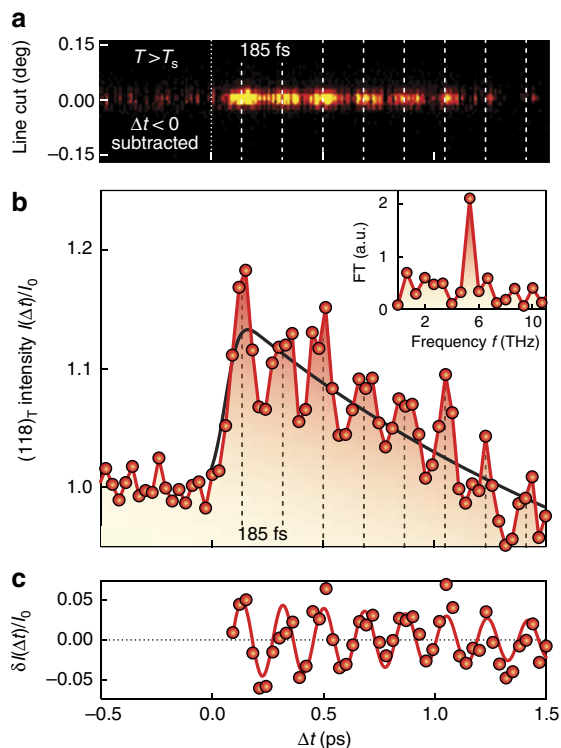 a
0.15
0.00
−0.15
Line cut (deg)
T > Ts
185 fs
Δt < 0
subtracted
b
1.2
1.1
1.0
(118)T intensity I(Δt)/I0
185 fs
2
1
0
FT (a.u.)
2
6
10
Frequency f (THz)
c
0.05
0.00
−0.05
δI(Δt)/I0
−0.5
0.0
0.5
1.0
1.5
Δt (ps)